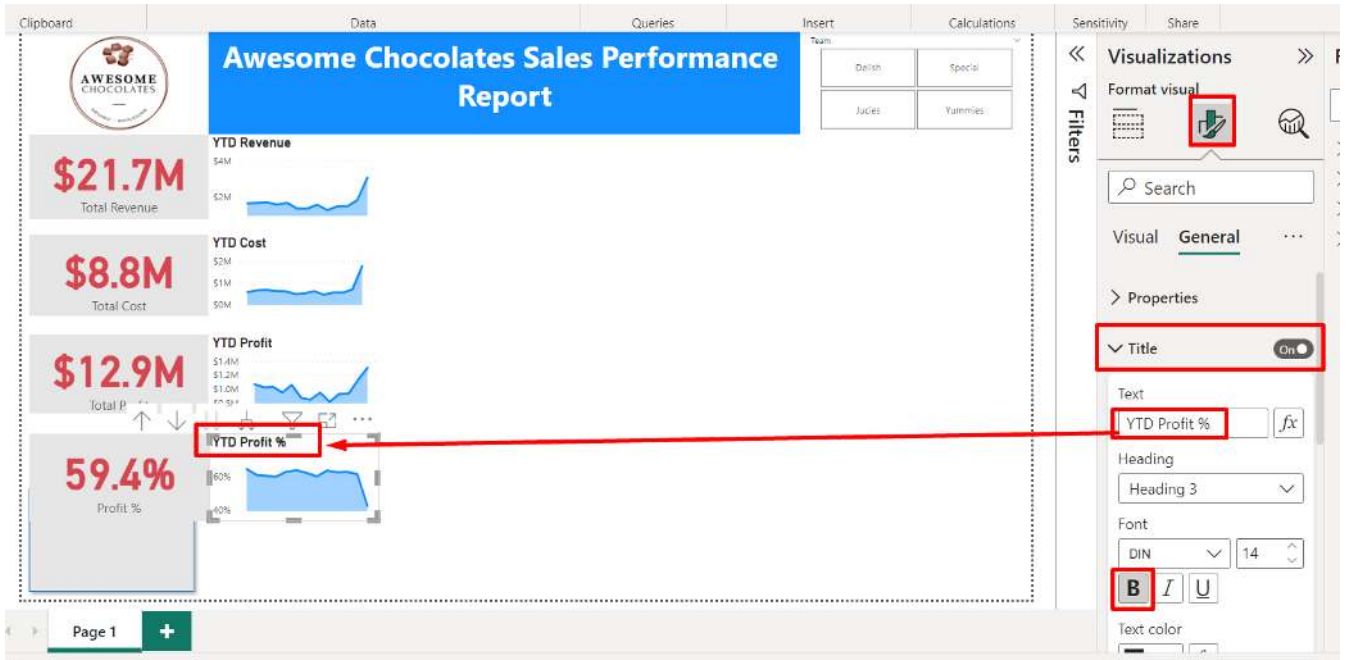 Clipboard
Data
Queries
Insert
Calculations
Sensitivity
Share
AWESOME
CHOCOLATES
Awesome Chocolates Sales Performance
Report
Team
Delish
Special
Jucies
Yummies
$21.7M
Total Revenue
YTD Revenue
$4M
$2M
$8.8M
Total Cost
YTD Cost
$2M
$1M
$0M
$12.9M
Total P
YTD Profit
$1.4M
$1.2M
$1.0M
$0.8M
59.4%
Profit %
YTD Profit %
60%
40%
Filters
Visualizations
Format visual
Search
Visual General
Properties
Title
On
Text
YTD Profit %
fx
Heading
Heading 3
Font
DIN
14
B I U
Text color
Page 1
+